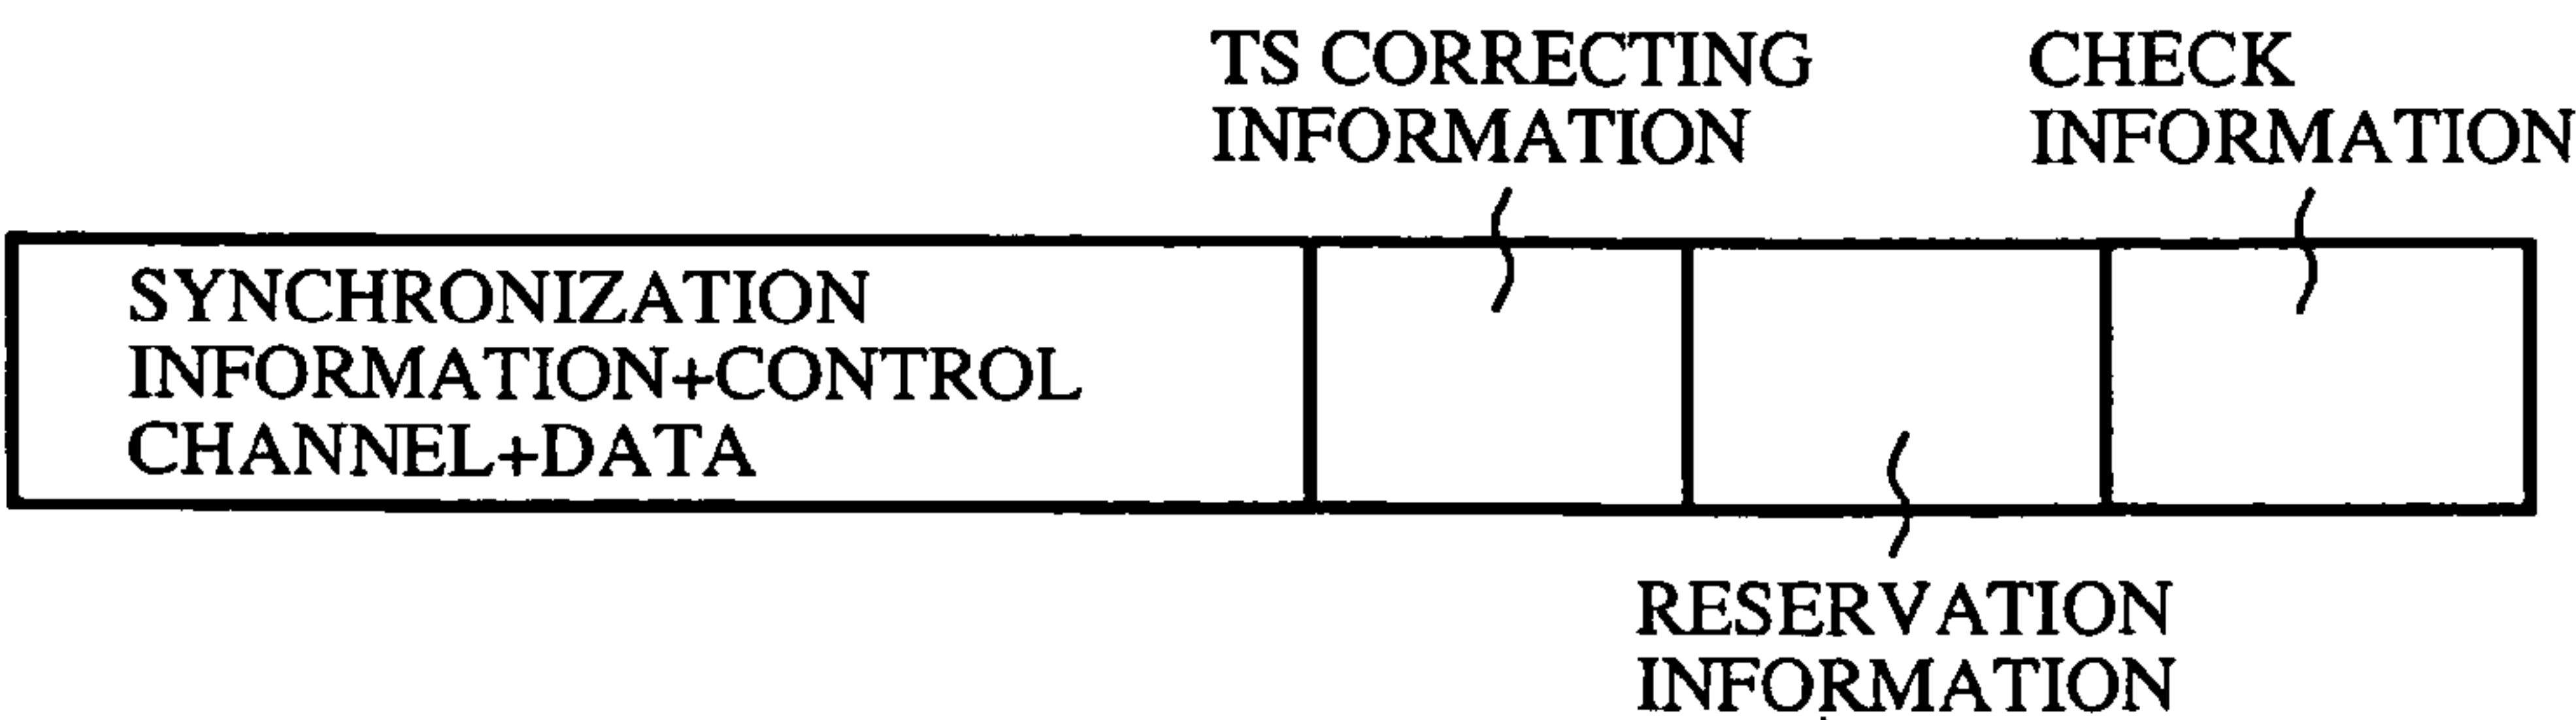 TS CORRECTING
INFORMATION
CHECK
INFORMATION
SYNCHRONIZATION
INFORMATION+CONTROL
CHANNEL+DATA
RESERVATION
INFORMATION